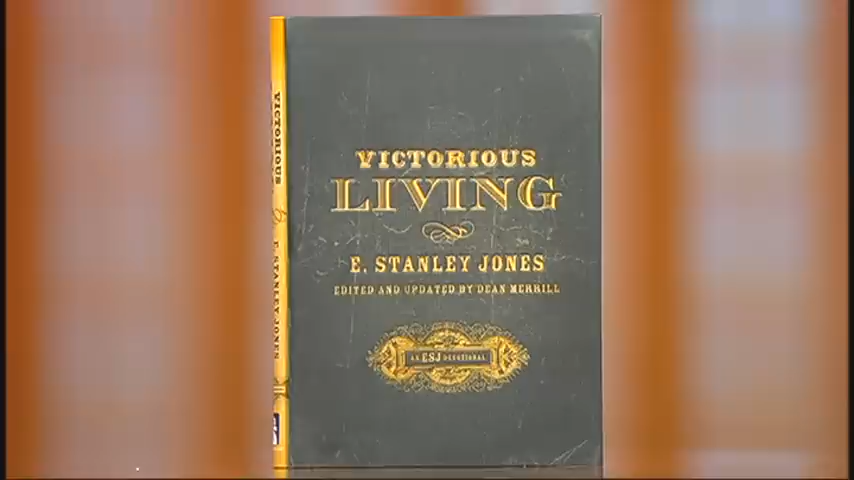 VICTORIOUS
LIVING
E. STANLEY JONES
EDITED AND UPDATED BY DEAN MERRILL
AN ESJ DEVOTIONAL
VICTORIOUS
E. STANLEY JONES